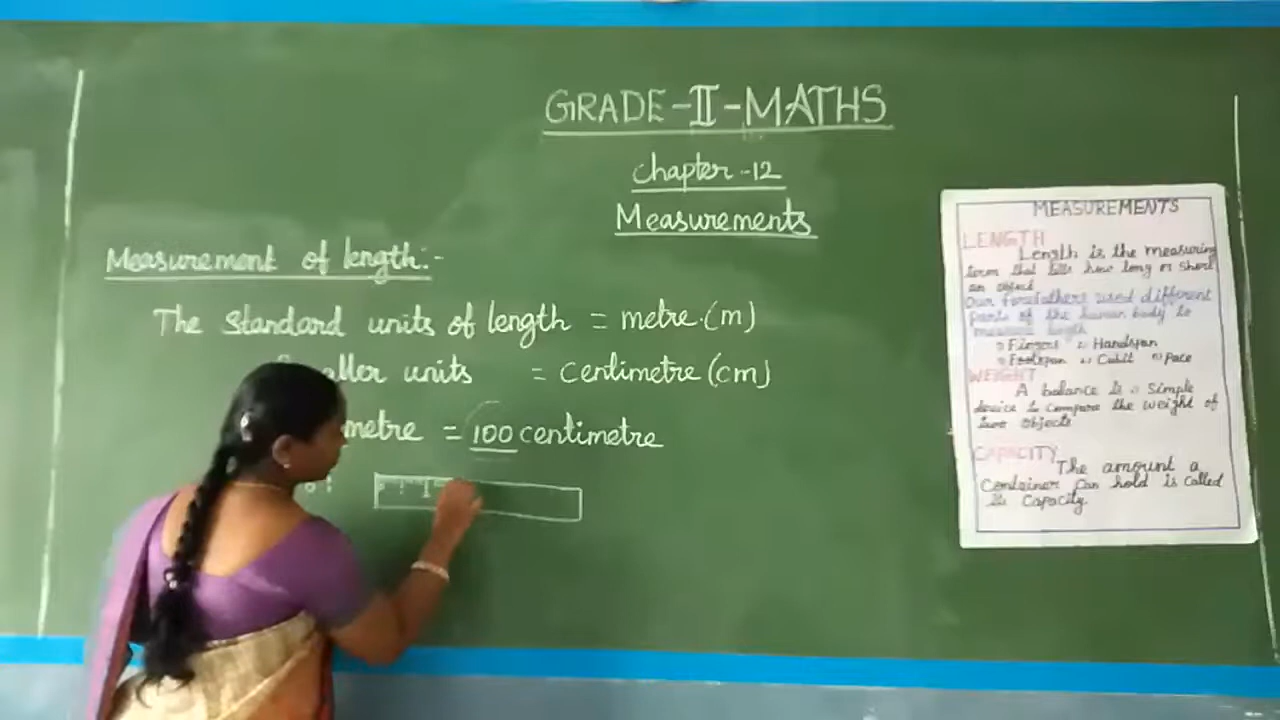 GRADE-II-MATHS
Chapter-12
Measurements
Measurement of length:-
The Standard units of length = metre.(m)
aller units = Centimetre (cm)
metre = 100 centimetre
MEASUREMENTS
LENGTH
Length is the measuring
term that tells how long or short
an object
Our forefathers used different
parts of the human body to
measured length
Fingers Handspan
Footspan Cubit Pace
WEIGHT
A balance is a simple
device to compare the weight of
two objects
CAPACITY
The amount a
Container can hold is called
its Capacity.